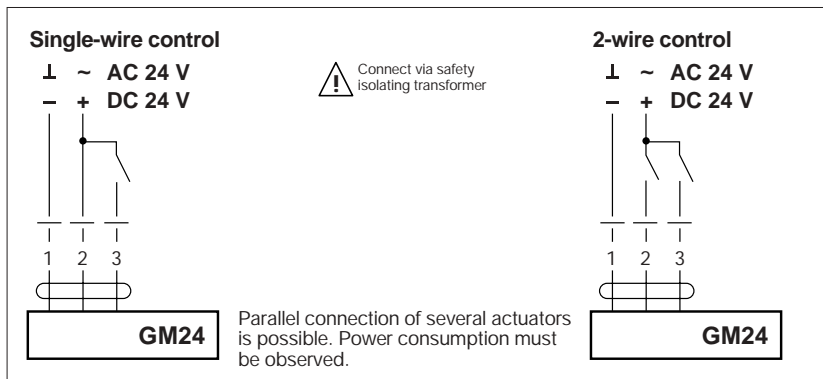 Single-wire control
⊥ ~ AC 24 V
− + DC 24 V
1 2 3
GM24
Connect via safety
isolating transformer
Parallel connection of several actuators
is possible. Power consumption must
be observed.
2-wire control
⊥ ~ AC 24 V
− + DC 24 V
1 2 3
GM24